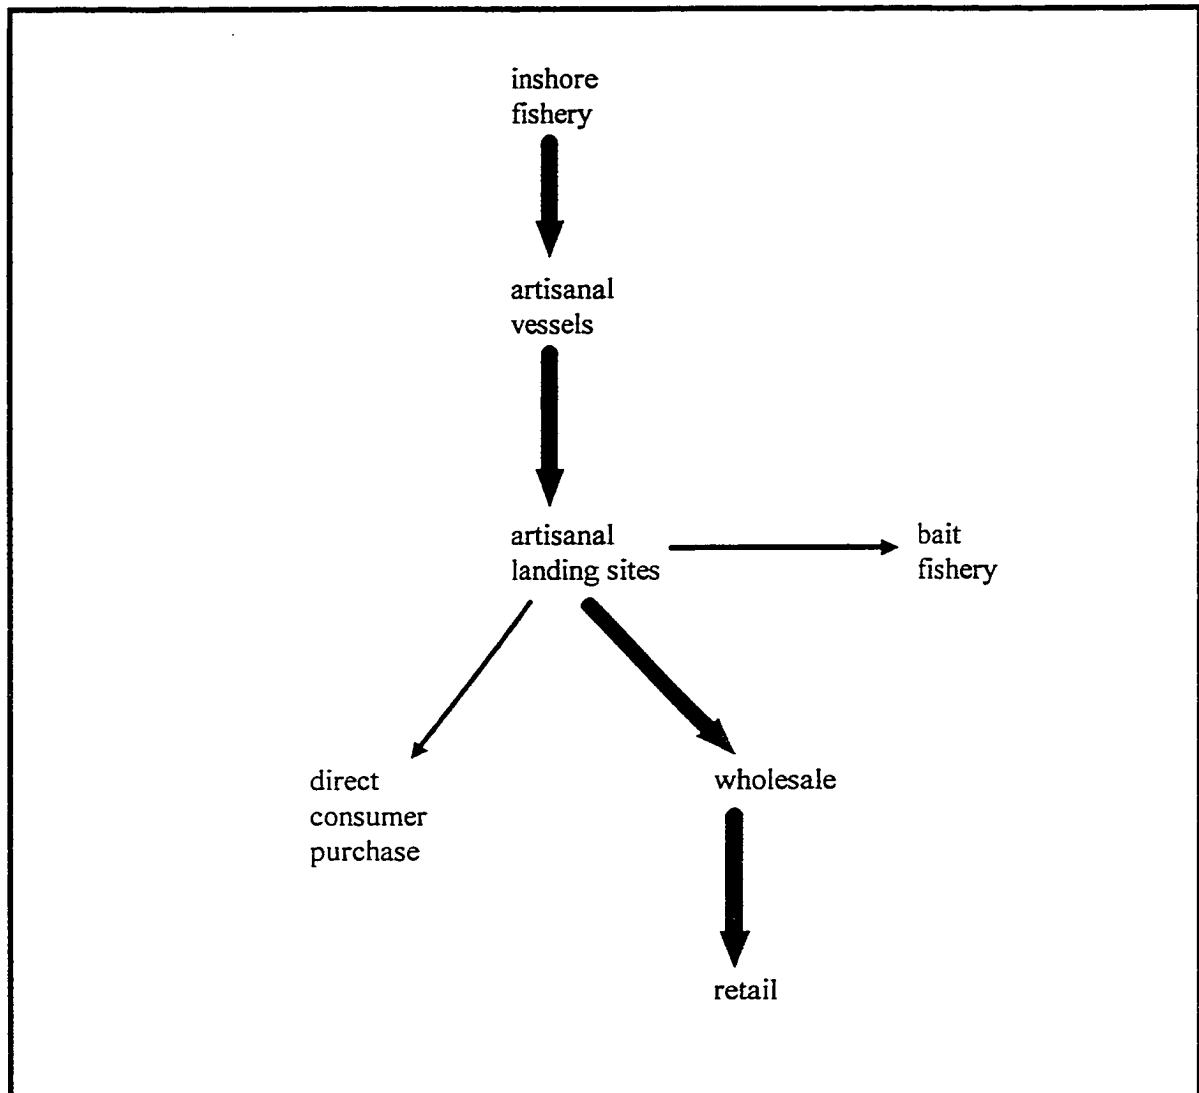 inshore
fishery
artisanal
vessels
artisanal
landing sites
bait
fishery
direct
consumer
purchase
wholesale
retail